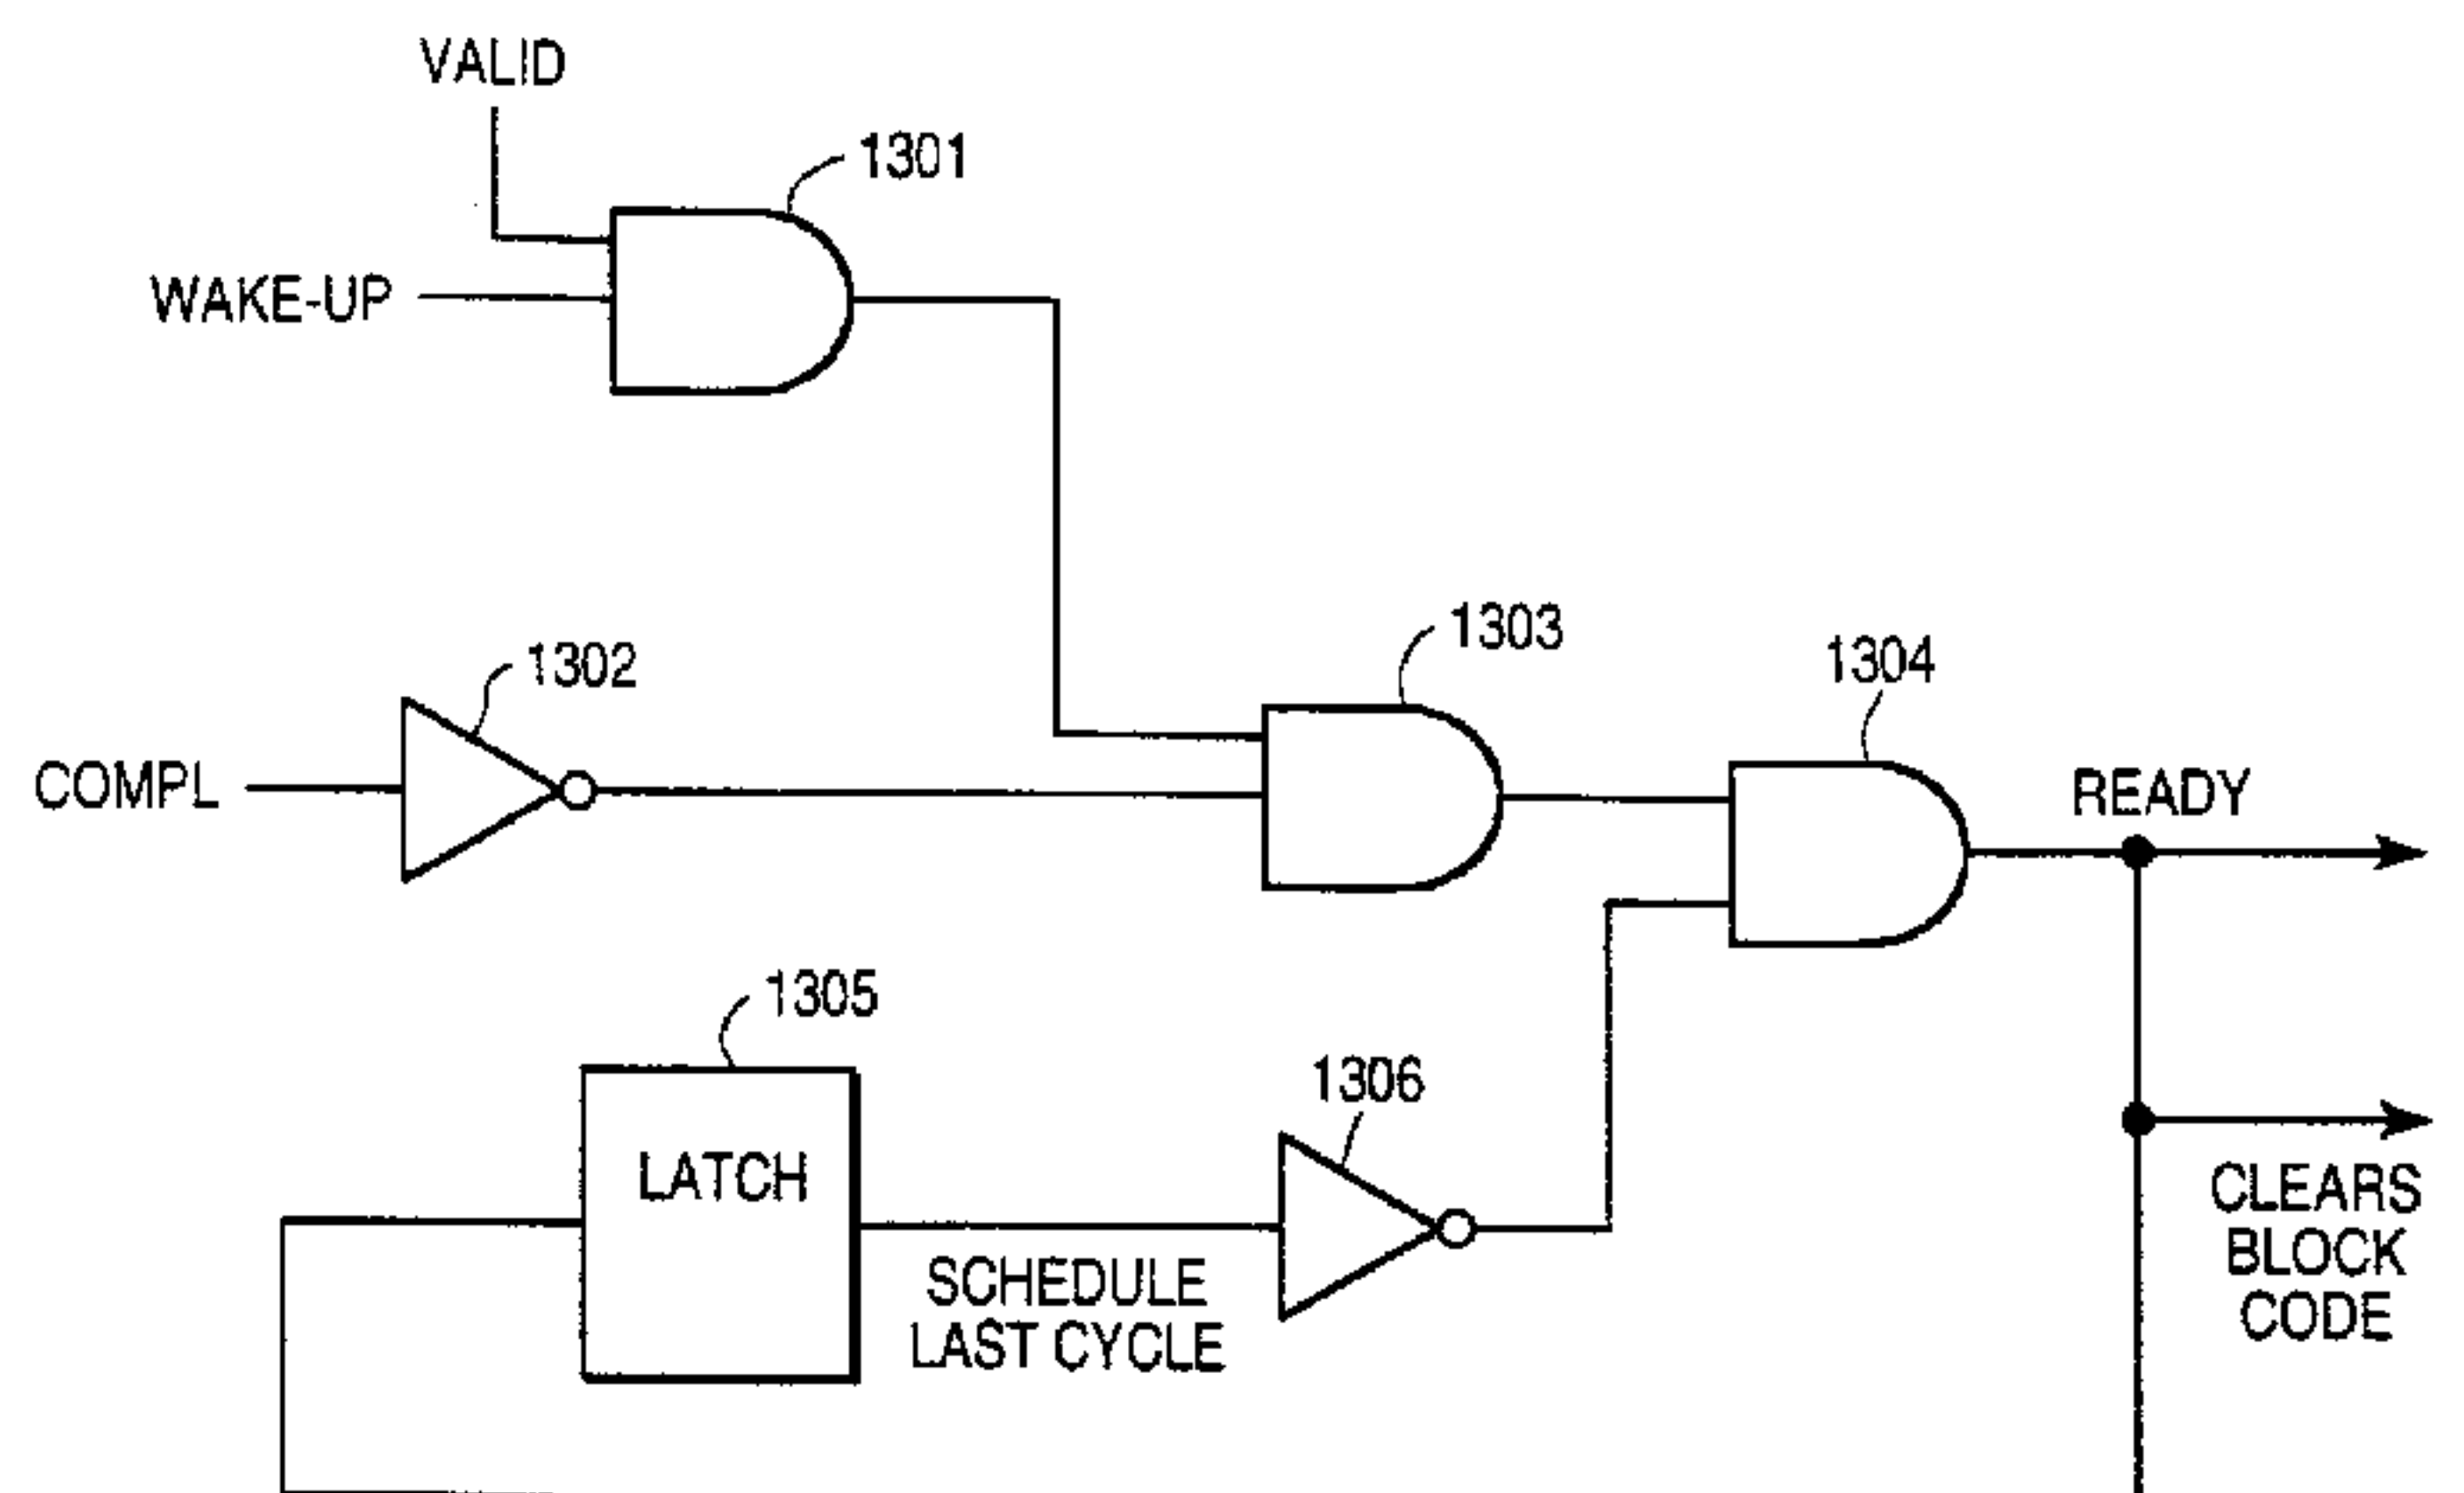 VALID
1301
WAKE-UP
1303
1302
1304
COMPL
READY
1305
1306
LATCH
SCHEDULE
LAST CYCLE
CLEARS
BLOCK
CODE